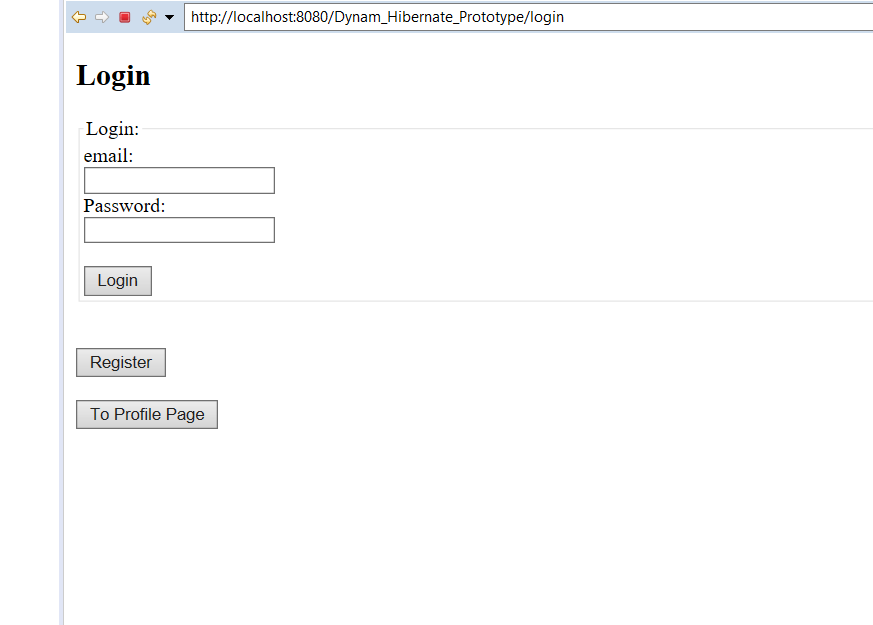 http://localhost:8080/Dynam_Hibernate_Prototype/login
Login
Login:
email:
Password:
Login
Register
To Profile Page